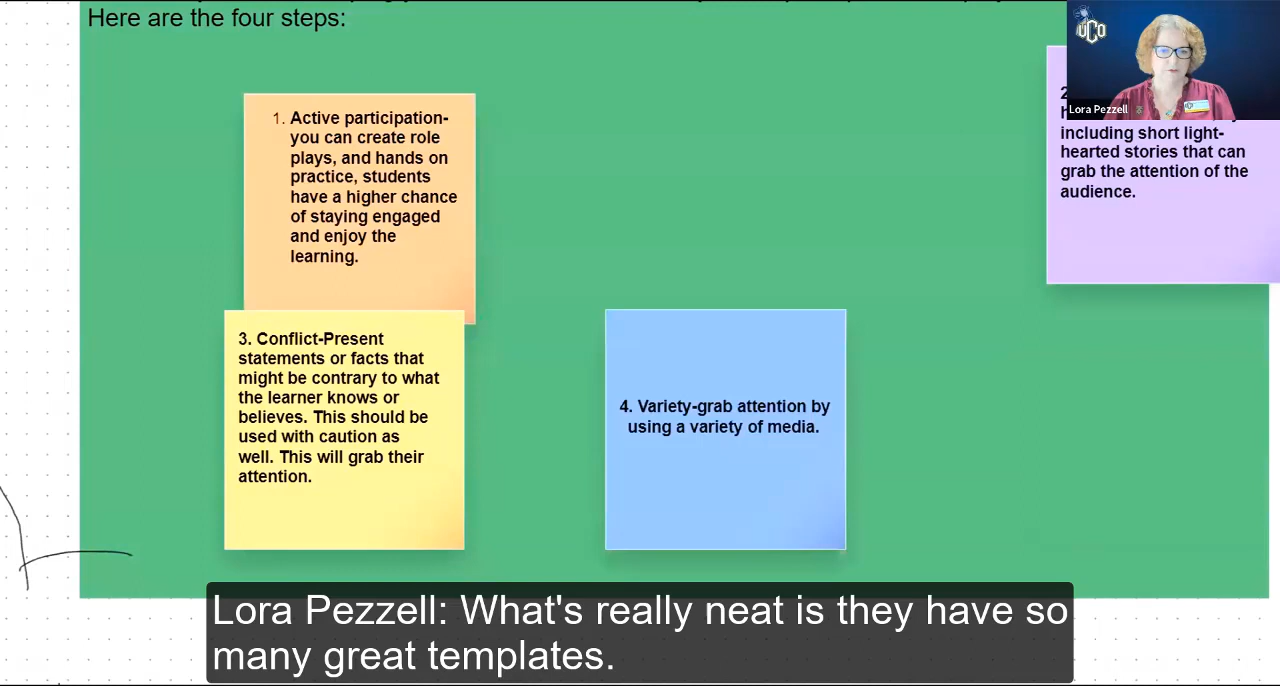 Here are the four steps:
UCO
Lora Pezzell
1. Active participation-
you can create role
plays, and hands on
practice, students
have a higher chance
of staying engaged
and enjoy the
learning.
2
including short light-
hearted stories that can
grab the attention of the
audience.
3. Conflict-Present
statements or facts that
might be contrary to what
the learner knows or
believes. This should be
used with caution as
well. This will grab their
attention.
4. Variety-grab attention by
using a variety of media.
Lora Pezzell: What's really neat is they have so
many great templates.